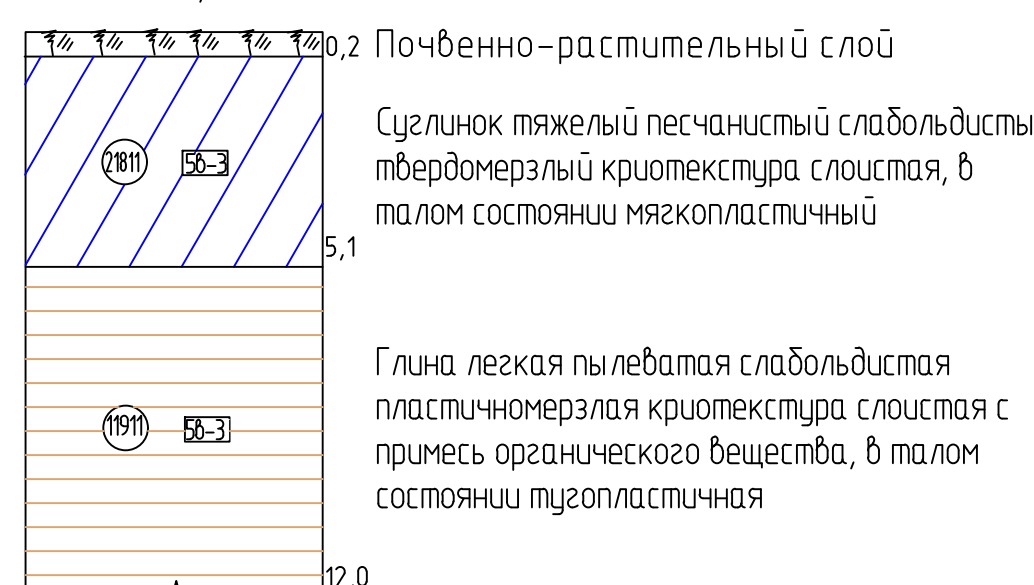 0,2 Почвенно-растительный слой
Суглинок тяжелый песчанистый слабольдисты
твердомерзлый криотекстура слоистая, в
талом состоянии мягкопластичный
21811 5в-3
5,1
Глина легкая пылеватая слабольдистая
пластичномерзлая криотекстура слоистая с
примесь органического вещества, в талом
состоянии тугопластичная
11911 5в-3
12,0